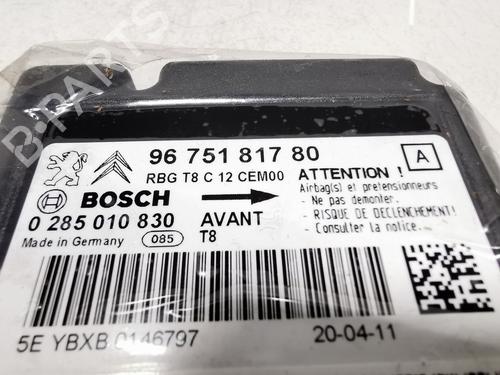 B-PARTS
96 751 817 80
A
RBG T8 C 12 CEM00
ATTENTION !
BOSCH
Airbag(s) et pretensionneurs
- Ne pas demonter.
- RISQUE DE DECLENCHEMENT!
- Consulter la notice.
0 285 010 830
AVANT
Made in Germany
085
T8
5E YBXB 0146797
20-04-11